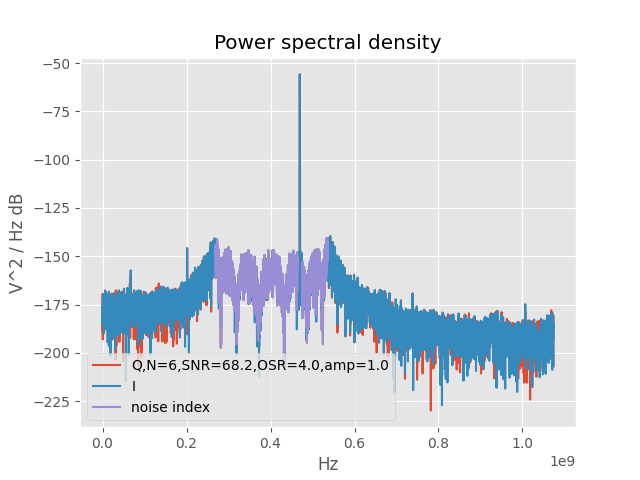 Power spectral density
V^2 / Hz dB
−50
−75
−100
−125
−150
−175
−200
−225
Q,N=6,SNR=68.2,OSR=4.0,amp=1.0
I
noise index
0.0 0.2 0.4 0.6 0.8 1.0
1e9
Hz